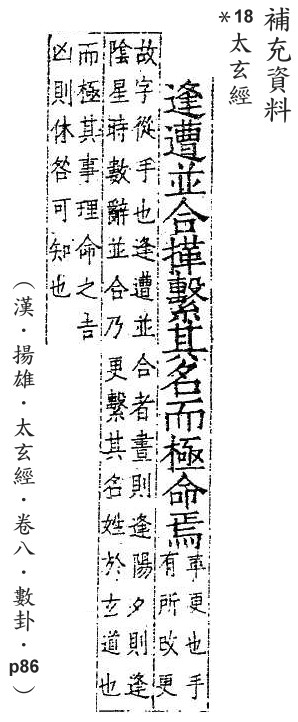 補充資料
*18太玄經
逢遭並合繫其名而極命焉
革更也手
有所改更
故字從手也逢遭並合者晝則逢陽夕則逢
陰星時數辭並合乃更繫其名姓於玄道也
而極其事理命之吉
凶則休咎可知也
（漢・揚雄・太玄經・卷八・數卦・p86）